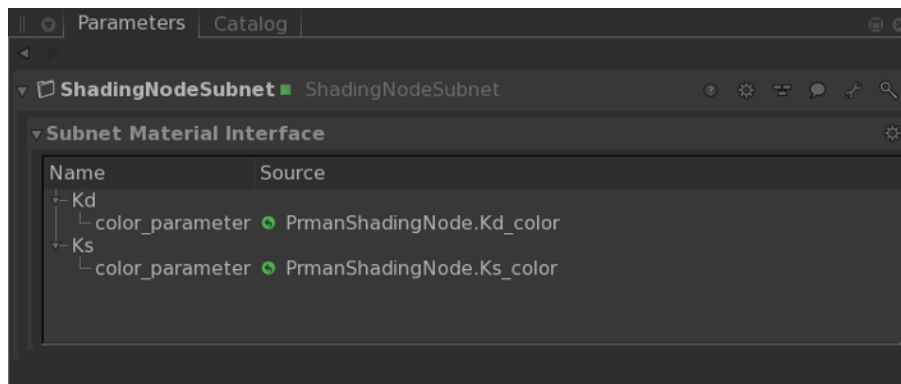 Parameters Catalog
ShadingNodeSubnet ShadingNodeSubnet
Subnet Material Interface
Name Source
Kd
color_parameter PrmanShadingNode.Kd_color
Ks
color_parameter PrmanShadingNode.Ks_color